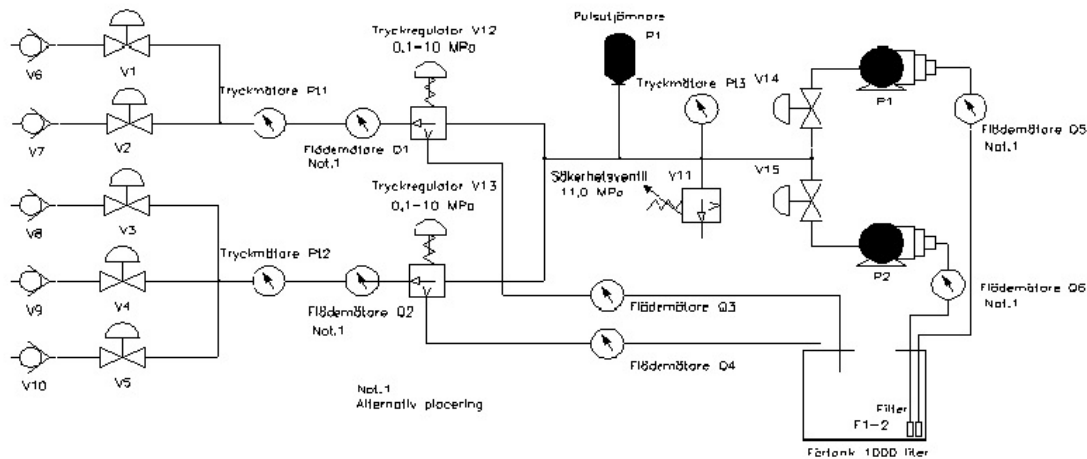 Pulsutjämnare
P1
Tryckregulator V12
0,1-10 MPa
Tryckmätare Pt3
V14
V6
V1
Tryckmätare Pt1
P1
Flödemätare Q5
Not.1
V7
V2
Flödemätare Q1
Not.1
Säkerhetsventil
11,0 MPa
V11
V15
Tryckregulator V13
0,1-10 MPa
V8
V3
Tryckmätare Pt2
P2
Flödemätare Q6
Not.1
V9
V4
Flödemätare Q2
Not.1
Flödemätare Q3
V10
V5
Flödemätare Q4
Not.1
Alternativ placering
Filter
F1-2
Förtank 1000 liter